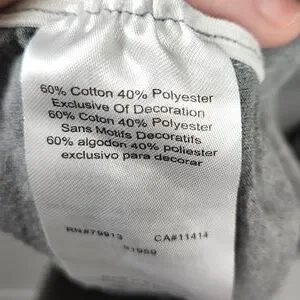 60% Cotton 40% Polyester
Exclusive Of Decoration
60% Coton 40% Polyester
Sans Motifs Decoratifs
60% algodon 40% poliester
exclusivo para decorar
RN#79913 CA#11414